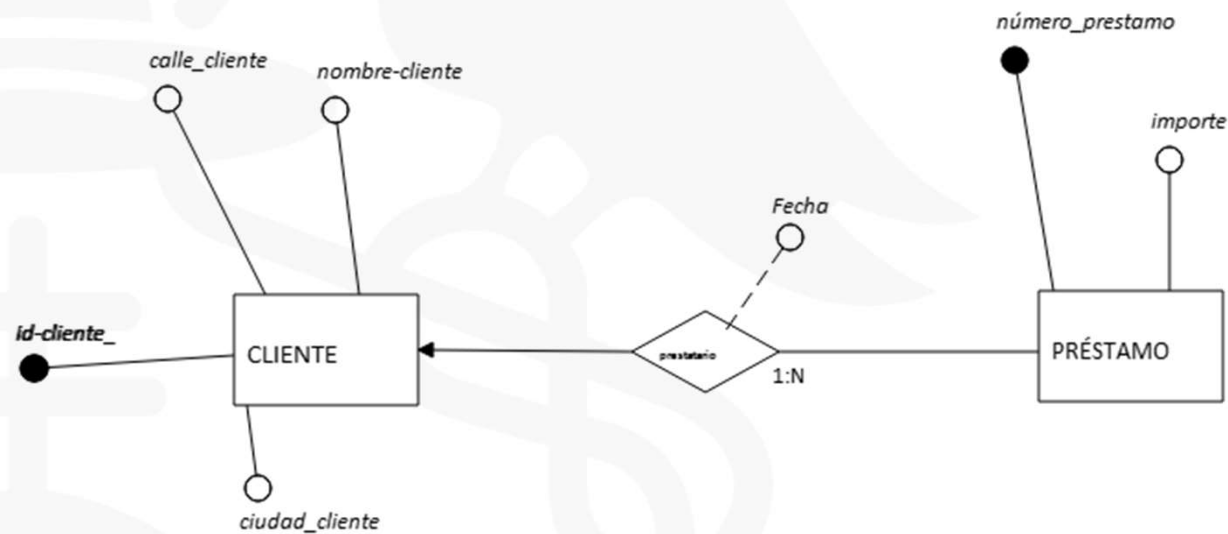 número_prestamo
calle_cliente
nombre-cliente
importe
Fecha
id-cliente_
CLIENTE
prestatario
PRÉSTAMO
1:N
ciudad_cliente